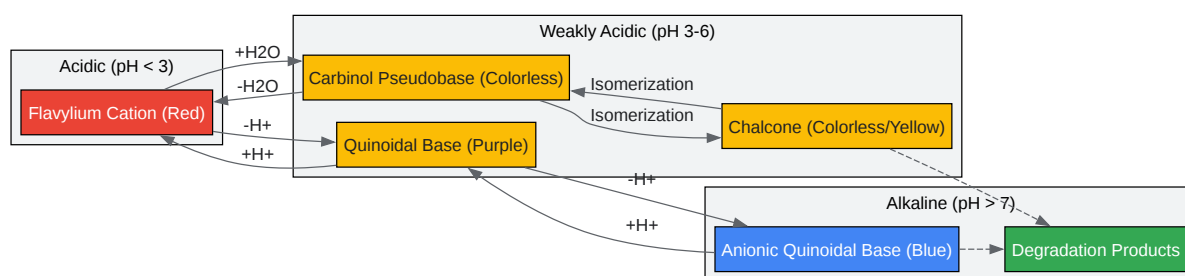 Weakly Acidic (pH 3-6)
Acidic (pH < 3)
+H2O
-H2O
Carbinol Pseudobase (Colorless)
Isomerization
Isomerization
Flavylium Cation (Red)
Chalcone (Colorless/Yellow)
-H+
+H+
Quinoidal Base (Purple)
-H+
+H+
Alkaline (pH > 7)
Anionic Quinoidal Base (Blue)
Degradation Products